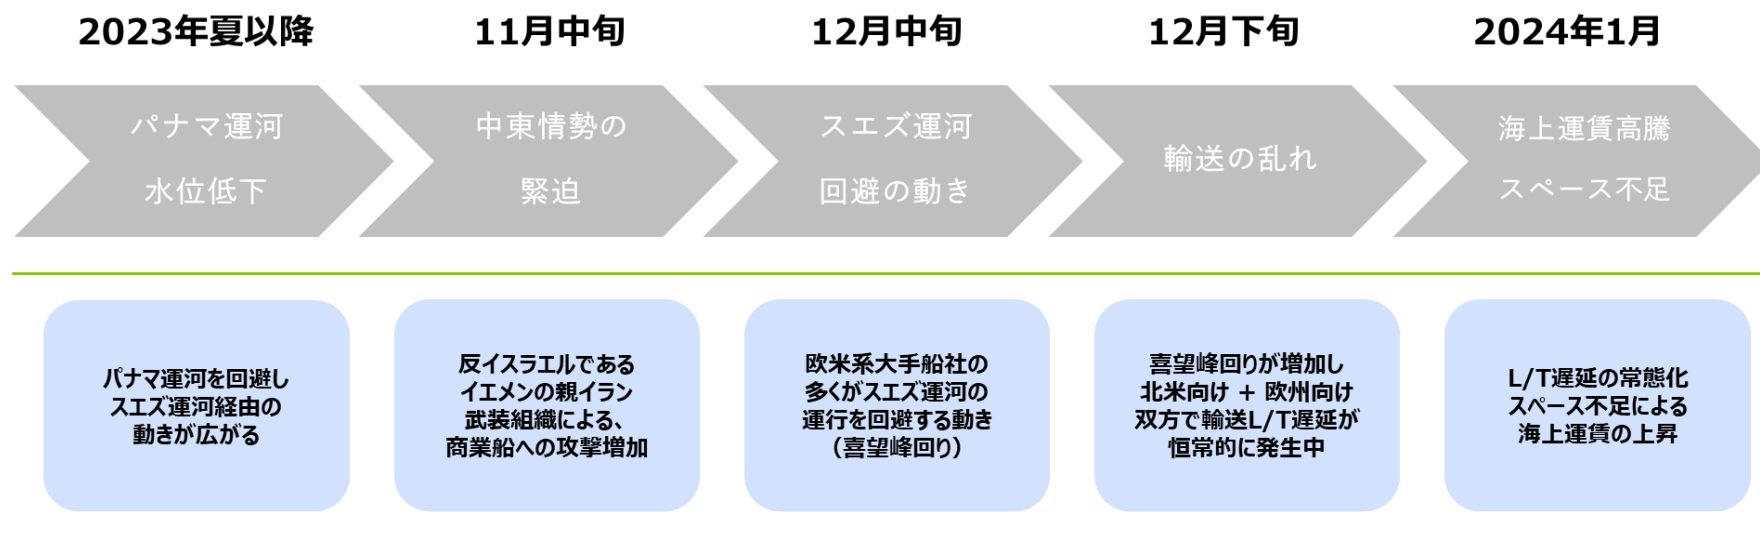 2023年夏以降
11月中旬
12月中旬
12月下旬
2024年1月
パナマ運河
水位低下
中東情勢の
緊迫
スエズ運河
回避の動き
輸送の乱れ
海上運賃高騰
スペース不足
パナマ運河を回避し
スエズ運河経由の
動きが広がる
反イスラエルである
イエメンの親イラン
武装組織による、
商業船への攻撃増加
欧米系大手船社の
多くがスエズ運河の
運行を回避する動き
（喜望峰回り）
喜望峰回りが増加し
北米向け + 欧州向け
双方で輸送L/T遅延が
恒常的に発生中
L/T遅延の常態化
スペース不足による
海上運賃の上昇